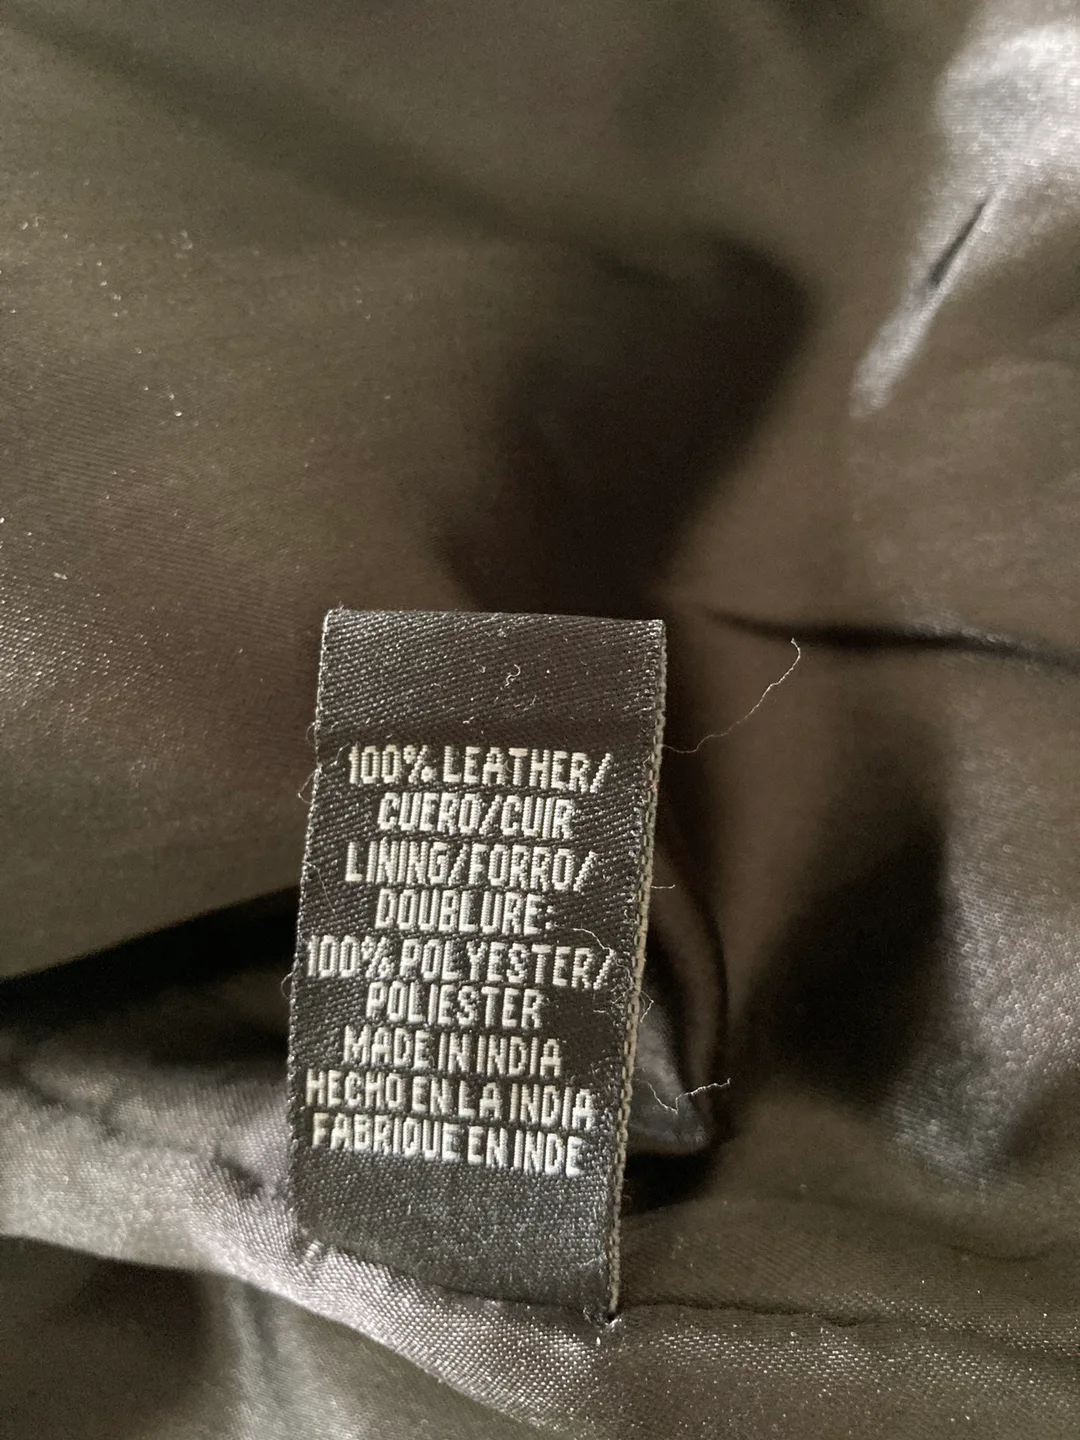 100% LEATHER/
CUERO/CUIR
LINING/FORRO/
DOUBLURE:
100% POLYESTER/
POLIESTER
MADE IN INDIA
HECHO EN LA INDIA
FABRIQUE EN INDE